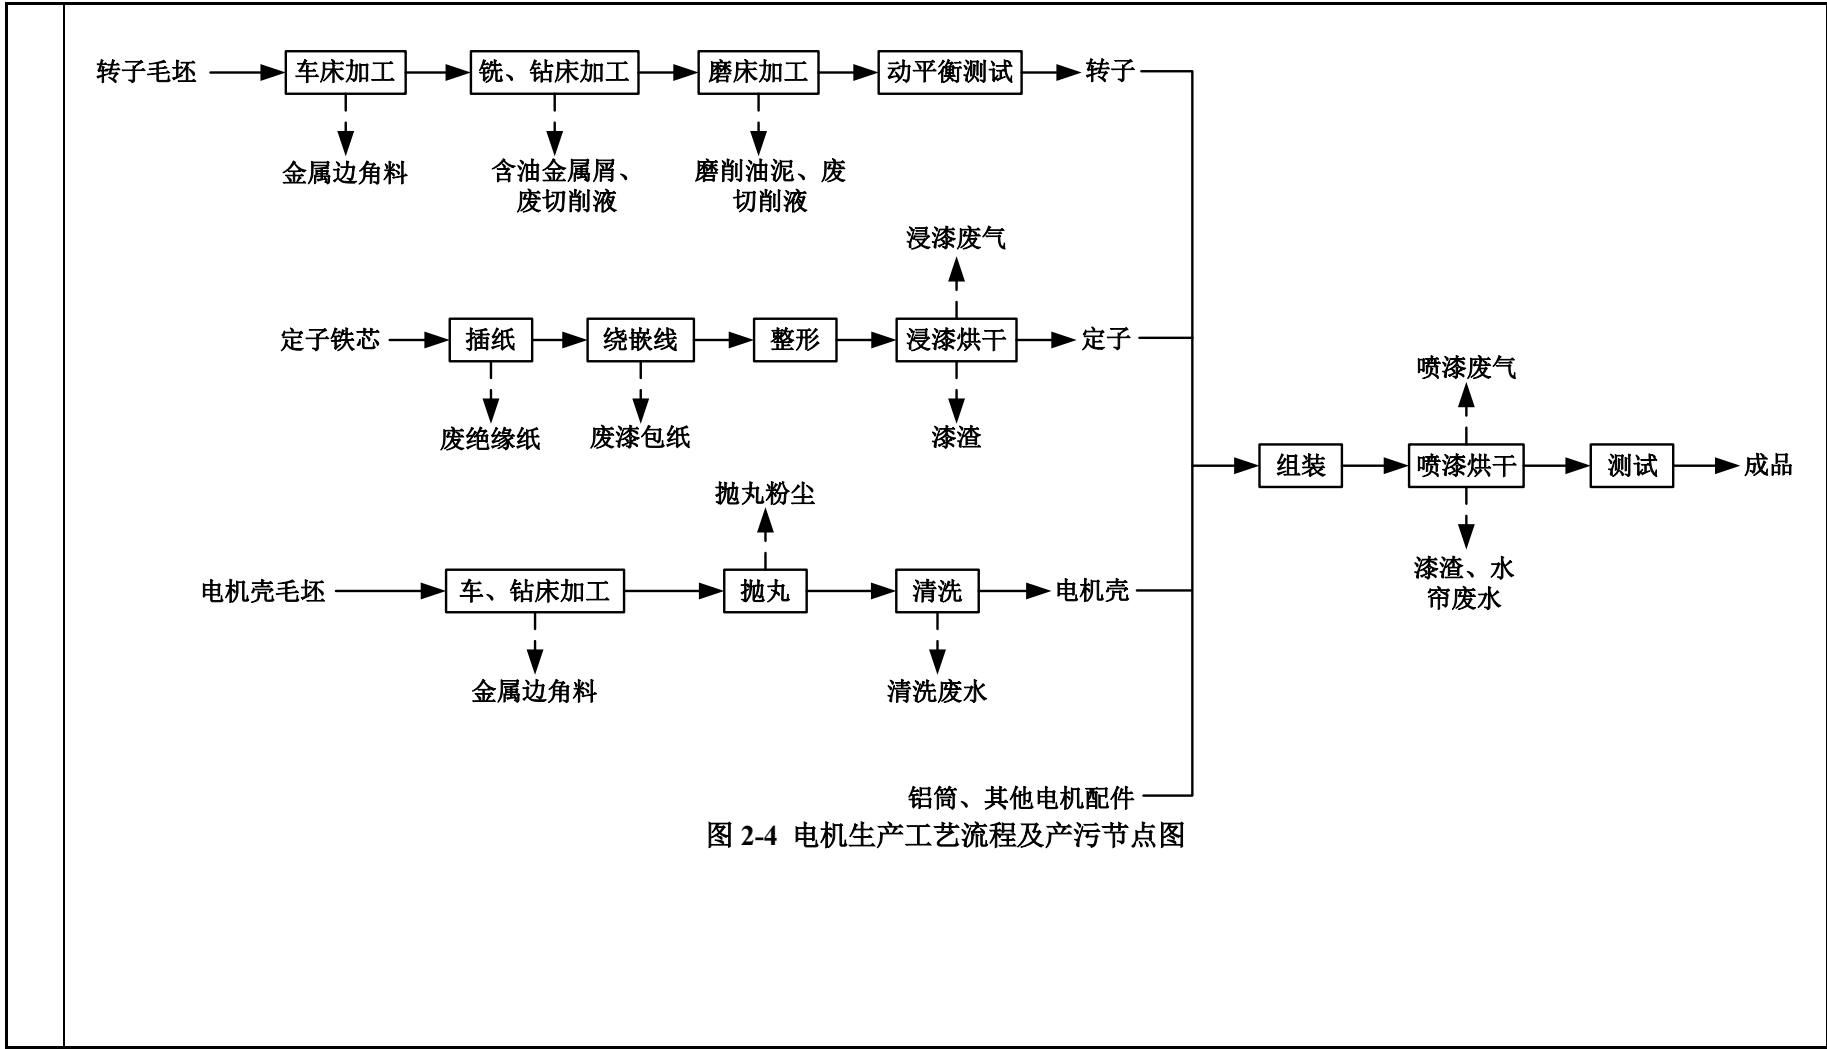 转子毛坯
车床加工
铣、钻床加工
磨床加工
动平衡测试
转子
金属边角料
含油金属屑、
废切削液
磨削油泥、废
切削液
浸漆废气
定子铁芯
插纸
绕嵌线
整形
浸漆烘干
定子
废绝缘纸
废漆包纸
漆渣
喷漆废气
组装
喷漆烘干
测试
成品
漆渣、水
帘废水
抛丸粉尘
电机壳毛坯
车、钻床加工
抛丸
清洗
电机壳
金属边角料
清洗废水
铝筒、其他电机配件
图 2-4 电机生产工艺流程及产污节点图